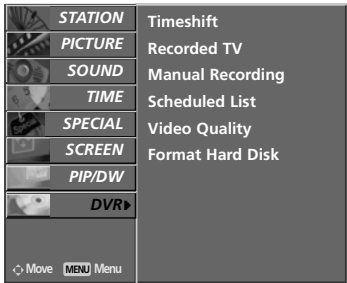 STATION
PICTURE
SOUND
TIME
SPECIAL
SCREEN
PIP/DW
DVR
Move MENU Menu
Timeshift
Recorded TV
Manual Recording
Scheduled List
Video Quality
Format Hard Disk